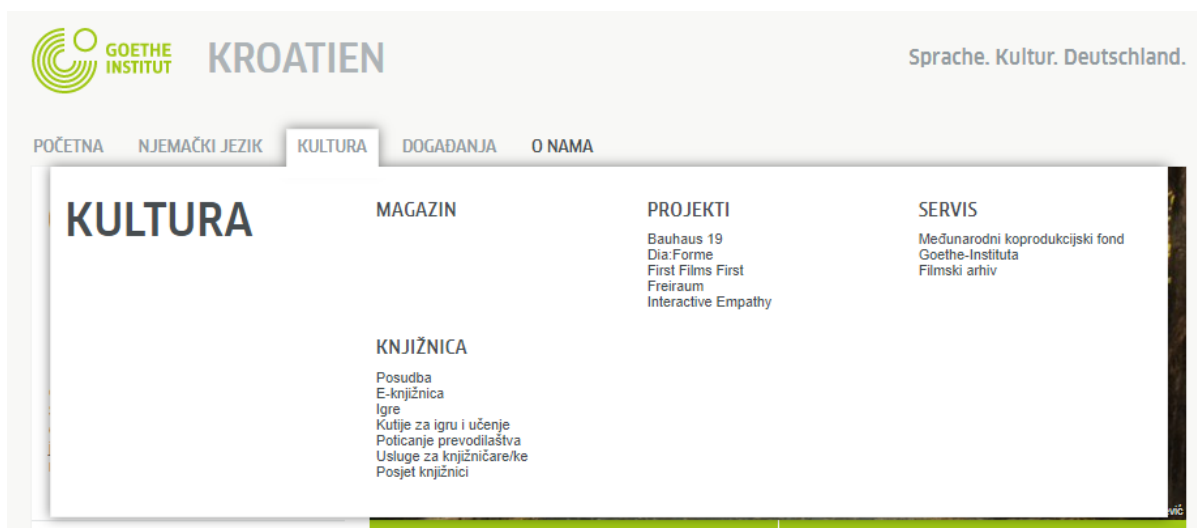 GOETHE
INSTITUT
KROATIEN
Sprache. Kultur. Deutschland.
POČETNA NJEMAČKI JEZIK KULTURA DOGAĐANJA O NAMA
KULTURA
MAGAZIN
PROJEKTI
Bauhaus 19
Dia:Forme
First Films First
Freiraum
Interactive Empathy
SERVIS
Međunarodni koprodukcijski fond
Goethe-Instituta
Filmski arhiv
KNJIŽNICA
Posudba
E-knjižnica
Igre
Kutije za igru i učenje
Poticanje prevodilaštva
Usluge za knjižničare/ke
Posjet knjižnici